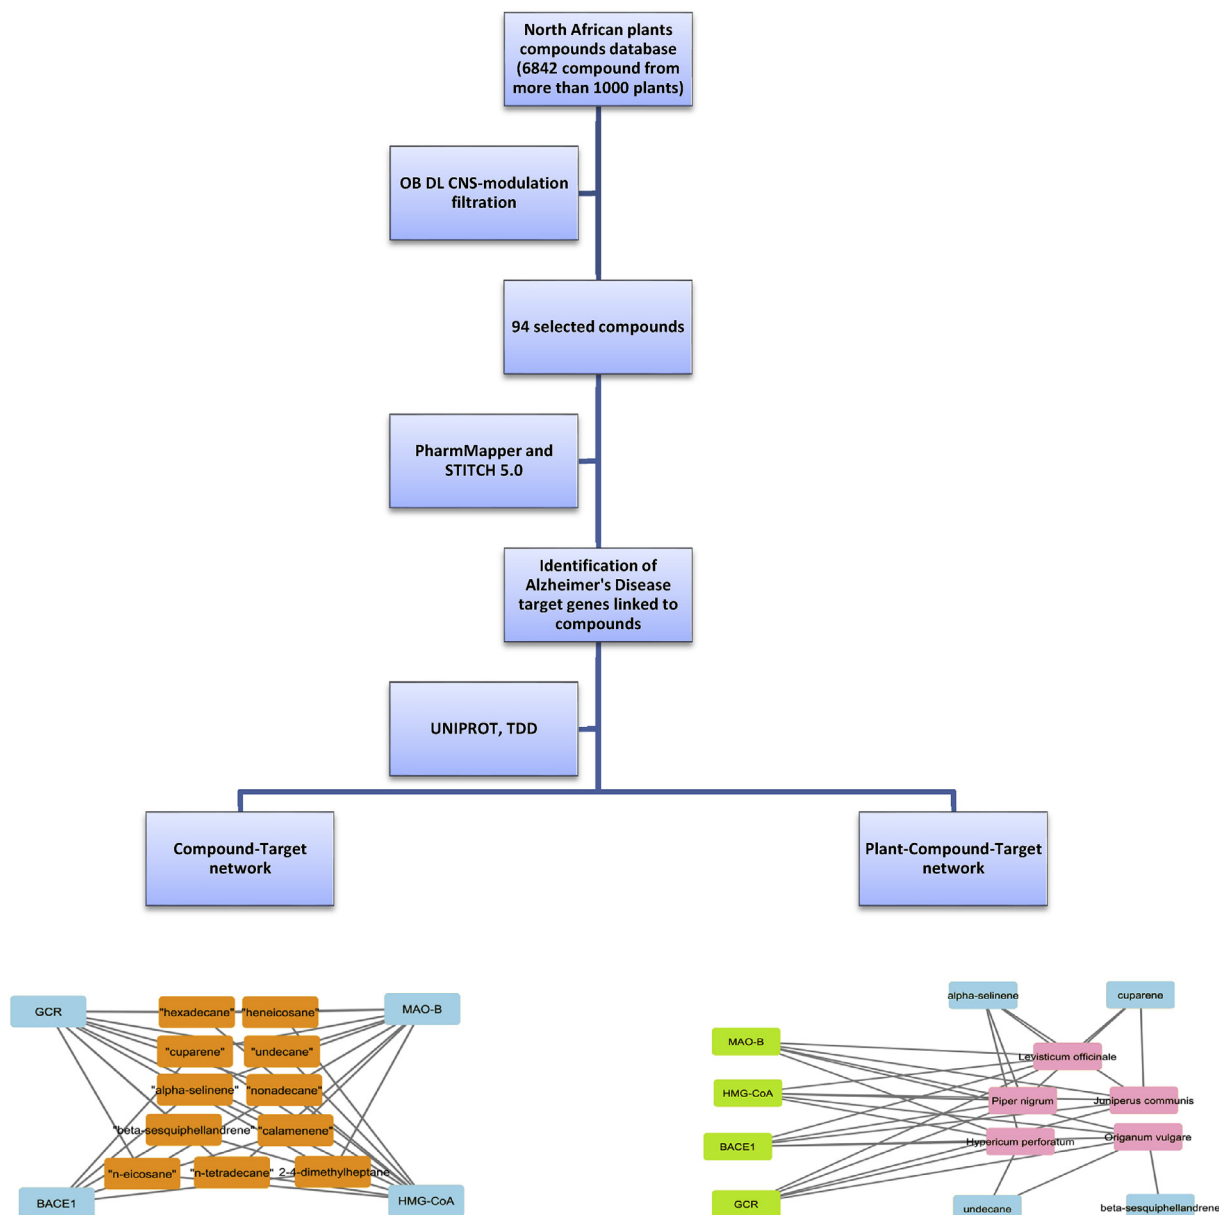 North African plants
compounds database
(6842 compound from
more than 1000 plants)
OB DL CNS-modulation
filtration
94 selected compounds
PharmMapper and
STITCH 5.0
Identification of
Alzheimer's Disease
target genes linked to
compounds
UNIPROT, TDD
Compound-Target
network
Plant-Compound-Target
network
GCR
"hexadecane"
"heneicosane"
MAO-B
"cuparene"
"undecane"
"alpha-selinene"
"nonadecane"
"beta-sesquiphellandrene"
"calamenene"
"n-eicosane"
"n-tetradecane"
2-4-dimethylheptane
BACE1
HMG-CoA
alpha-selinene
cuparene
MAO-B
Levisticum officinale
HMG-CoA
Piper nigrum
Juniperus communis
BACE1
Hypericum perforatum
Origanum vulgare
GCR
undecane
beta-sesquiphellandrene